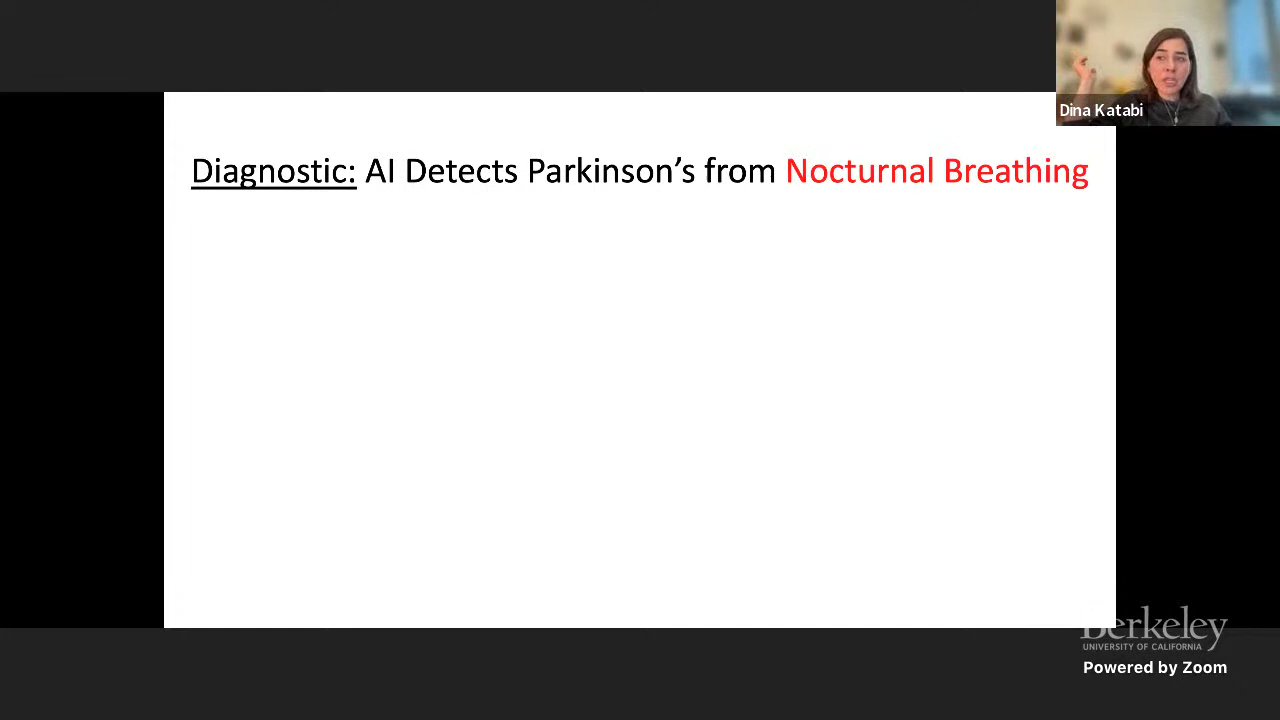 Dina Katabi
Diagnostic: AI Detects Parkinson’s from Nocturnal Breathing
Berkeley
UNIVERSITY OF CALIFORNIA
Powered by Zoom